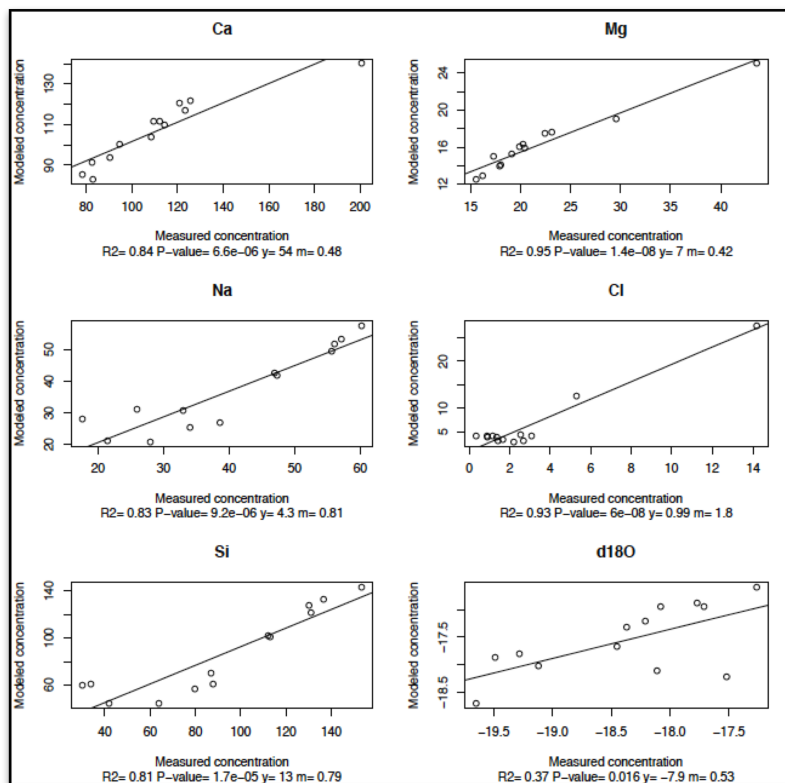 Ca
Modeled concentration
90 110 130
80 100 120 140 160 180 200
Measured concentration
R2= 0.84 P-value= 6.6e-06 y= 54 m= 0.48
Mg
Modeled concentration
12 16 20 24
15 20 25 30 35 40
Measured concentration
R2= 0.95 P-value= 1.4e-08 y= 7 m= 0.42
Na
Modeled concentration
20 30 40 50
20 30 40 50 60
Measured concentration
R2= 0.83 P-value= 9.2e-06 y= 4.3 m= 0.81
Cl
Modeled concentration
5 10 20
0 2 4 6 8 10 12 14
Measured concentration
R2= 0.93 P-value= 6e-08 y= 0.99 m= 1.8
Si
Modeled concentration
60 100 140
40 60 80 100 120 140
Measured concentration
R2= 0.81 P-value= 1.7e-05 y= 13 m= 0.79
d18O
Modeled concentration
-18.5 -17.5
-19.5 -19.0 -18.5 -18.0 -17.5
Measured concentration
R2= 0.37 P-value= 0.016 y= -7.9 m= 0.53